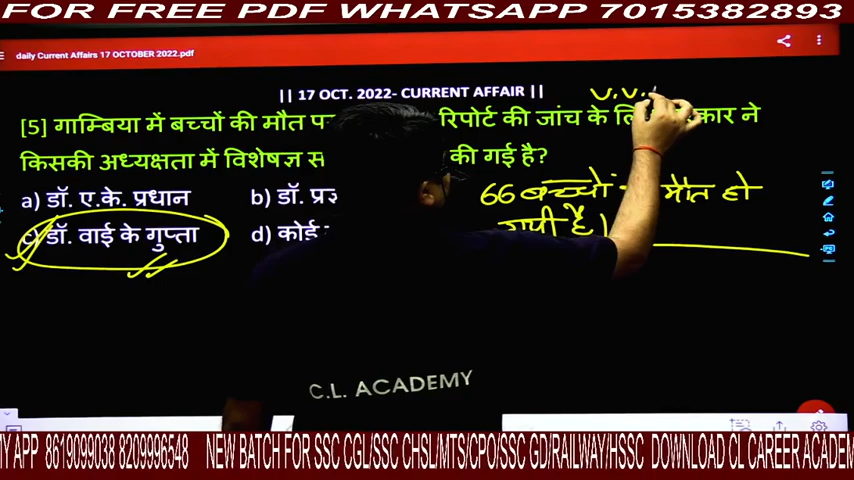 FOR FREE PDF WHATSAPP 7015382893
daily Current Affairs 17 OCTOBER 2022.pdf
|| 17 OCT. 2022- CURRENT AFFAIR ||
[5] गाम्बिया में बच्चों की मौत रिपोर्ट की जांच के ने
किसकी अध्यक्षता में विशेषज्ञ की गई है?
a) डॉ. ए.के. प्रधान b) डॉ.
c) डॉ. वाई के गुप्ता d) कोई
66 बच्चों मौत हो
गयी है।
C.L. ACADEMY
MY APP 8619099038 8209996548 NEW BATCH FOR SSC CGL/SSC CHSL/MTS/CPO/SSC GD/RAILWAY/HSSC DOWNLOAD CL CAREER